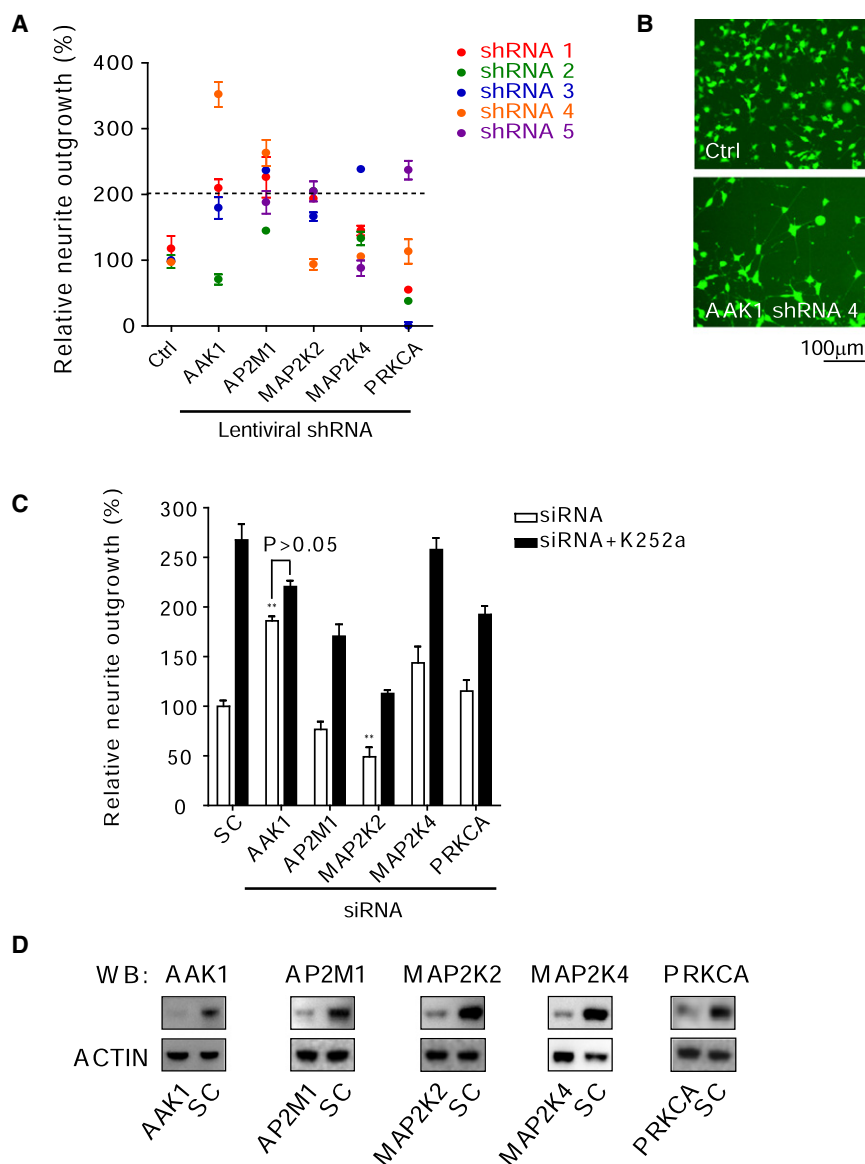 A
Relative neurite outgrowth (%)
400
300
200
100
0
Ctrl
AAK1
AP2M1
MAP2K2
MAP2K4
PRKCA
Lentiviral shRNA
shRNA 1
shRNA 2
shRNA 3
shRNA 4
shRNA 5
B
Ctrl
AAK1 shRNA 4
100μm
C
Relative neurite outgrowth (%)
300
250
200
150
100
50
0
P>0.05
**
**
SC
AAK1
AP2M1
MAP2K2
MAP2K4
PRKCA
siRNA
siRNA
siRNA+K252a
D
WB: AAK1 AP2M1 MAP2K2 MAP2K4 PRKCA
ACTIN
AAK1 SC AP2M1 SC MAP2K2 SC MAP2K4 SC PRKCA SC